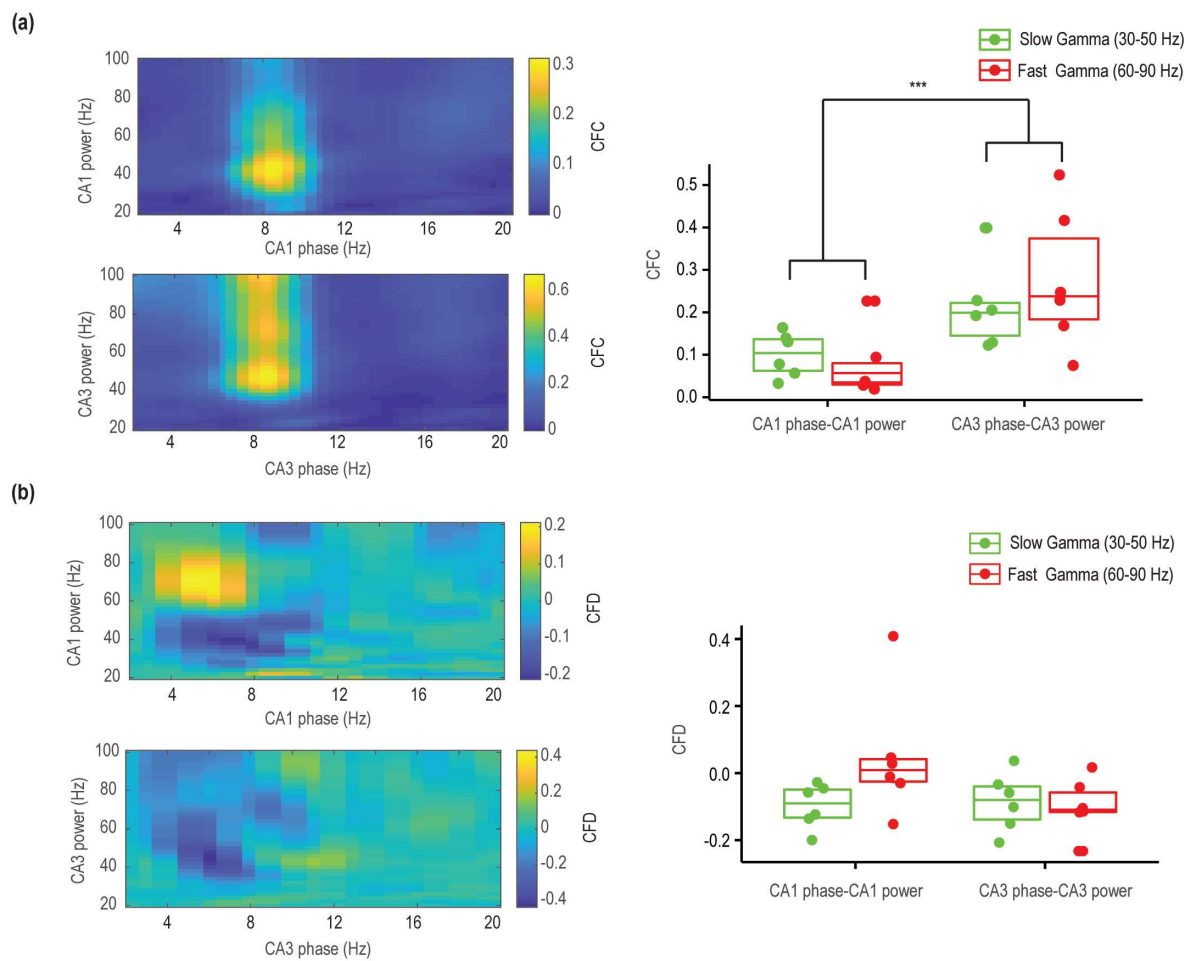 (a)
100
80
60
40
20
CA1 power (Hz)
4
8
12
16
20
CA1 phase (Hz)
0.3
0.2
0.1
0
CFC
100
80
60
40
20
CA3 power (Hz)
4
8
12
16
20
CA3 phase (Hz)
0.6
0.4
0.2
0
CFC
Slow Gamma (30-50 Hz)
Fast Gamma (60-90 Hz)
***
0.5
0.4
0.3
0.2
0.1
0.0
CFC
CA1 phase-CA1 power
CA3 phase-CA3 power
(b)
100
80
60
40
20
CA1 power (Hz)
4
8
12
16
20
CA1 phase (Hz)
0.2
0.1
0
-0.1
-0.2
CFD
100
80
60
40
20
CA3 power (Hz)
4
8
12
16
20
CA3 phase (Hz)
0.4
0.2
0
-0.2
-0.4
CFD
Slow Gamma (30-50 Hz)
Fast Gamma (60-90 Hz)
0.4
0.2
0.0
-0.2
CFD
CA1 phase-CA1 power
CA3 phase-CA3 power